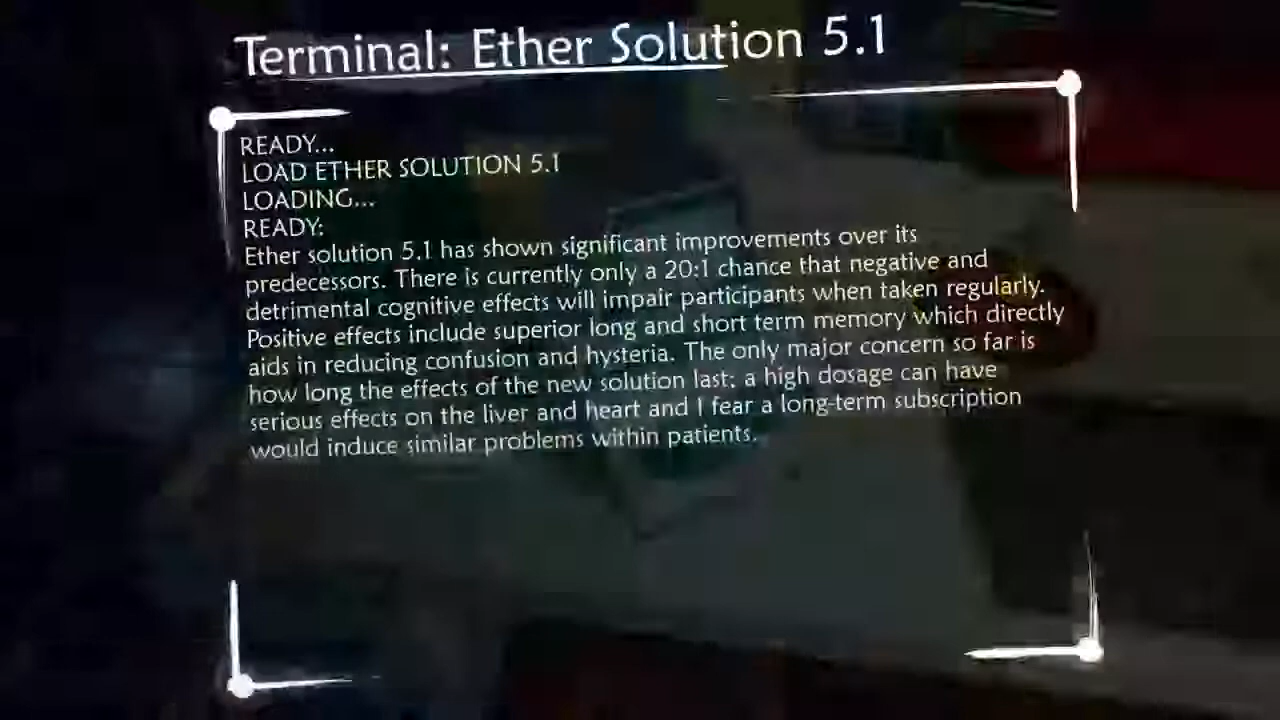 Terminal: Ether Solution 5.1
READY...
LOAD ETHER SOLUTION 5.1
LOADING...
READY:
Ether solution 5.1 has shown significant improvements over its
predecessors. There is currently only a 20:1 chance that negative and
detrimental cognitive effects will impair participants when taken regularly.
Positive effects include superior long and short term memory which directly
aids in reducing confusion and hysteria. The only major concern so far is
how long the effects of the new solution last; a high dosage can have
serious effects on the liver and heart and I fear a long-term subscription
would induce similar problems within patients.